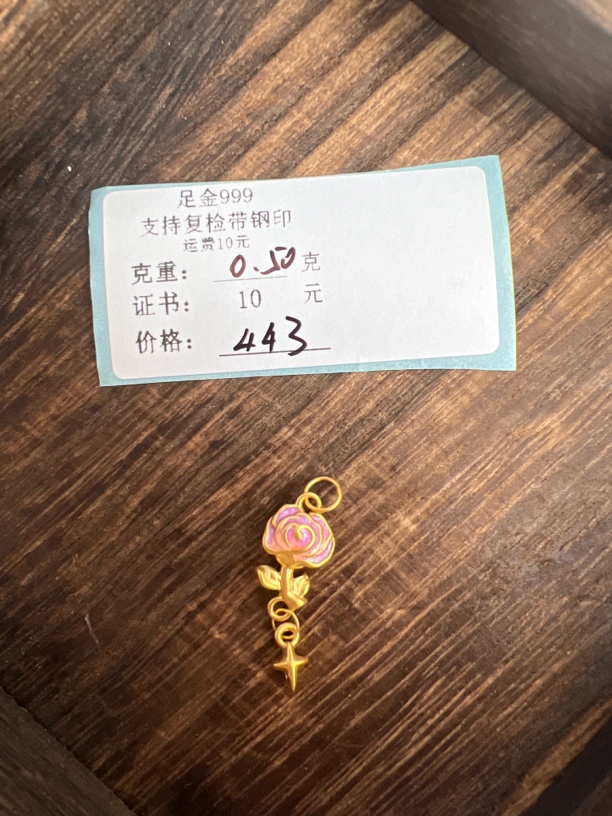 足金999
支持复检带钢印
运费10元
克重: 0.50 克
证书: 10 元
价格: 443